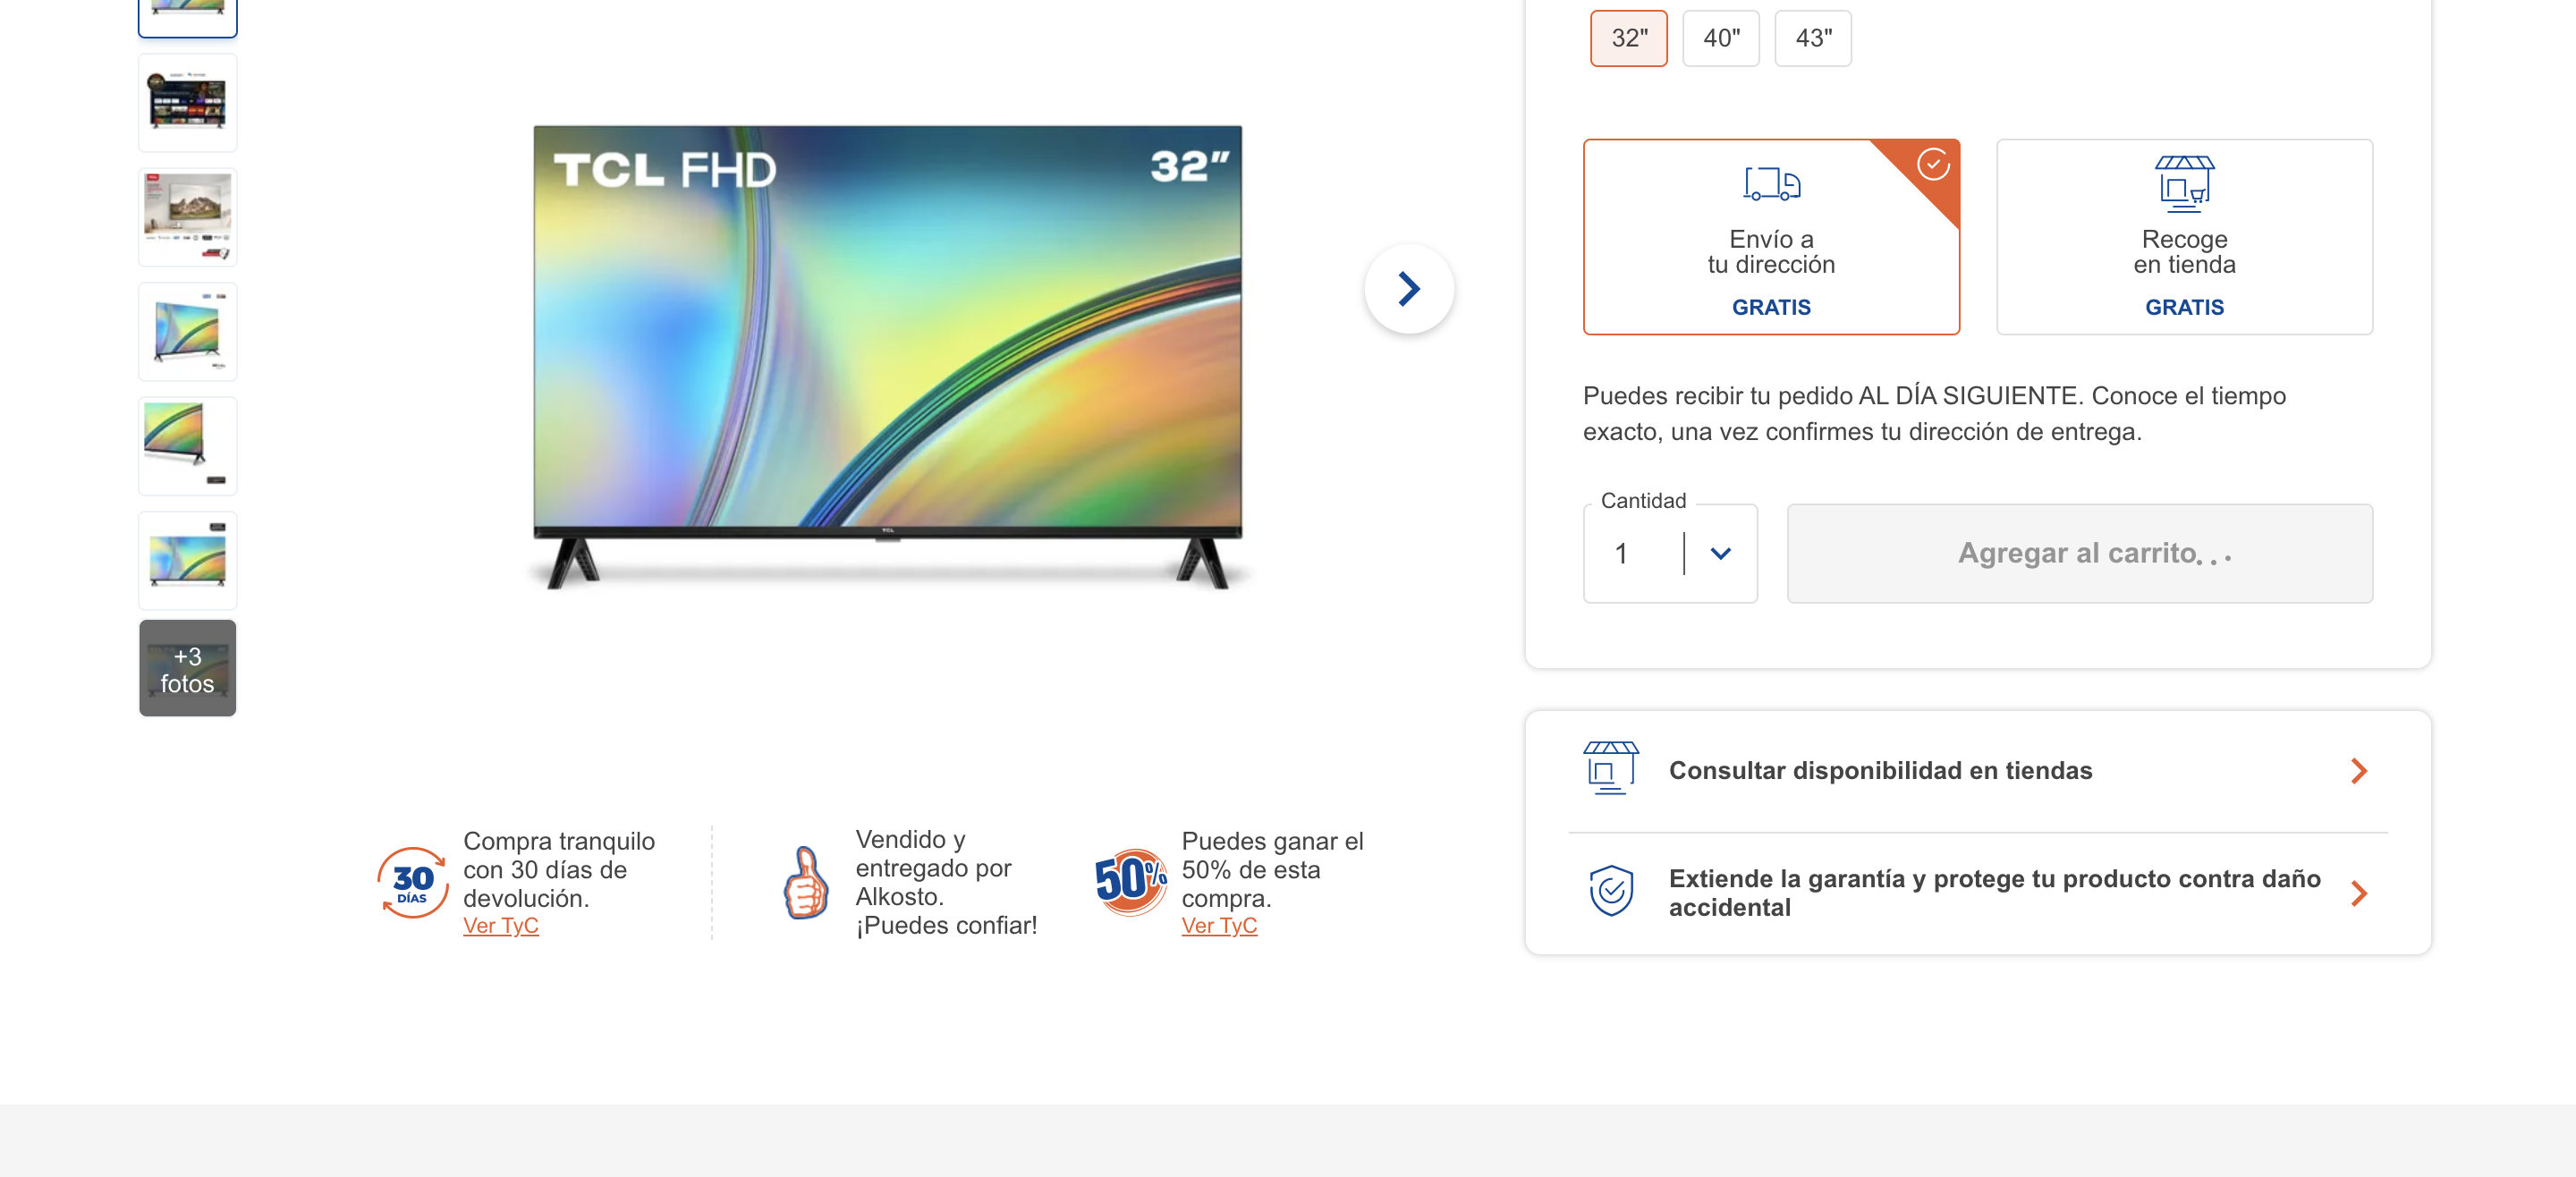 32"
40"
43"
TCL FHD
32”
TCL
Envío a
tu dirección
GRATIS
Recoge
en tienda
GRATIS
Puedes recibir tu pedido AL DÍA SIGUIENTE. Conoce el tiempo
exacto, una vez confirmes tu dirección de entrega.
Cantidad
1
Agregar al carrito...
+3
fotos
Consultar disponibilidad en tiendas
Extiende la garantía y protege tu producto contra daño
accidental
30
DÍAS
Compra tranquilo
con 30 días de
devolución.
Ver TyC
Vendido y
entregado por
Alkosto.
¡Puedes confiar!
50%
Puedes ganar el
50% de esta
compra.
Ver TyC